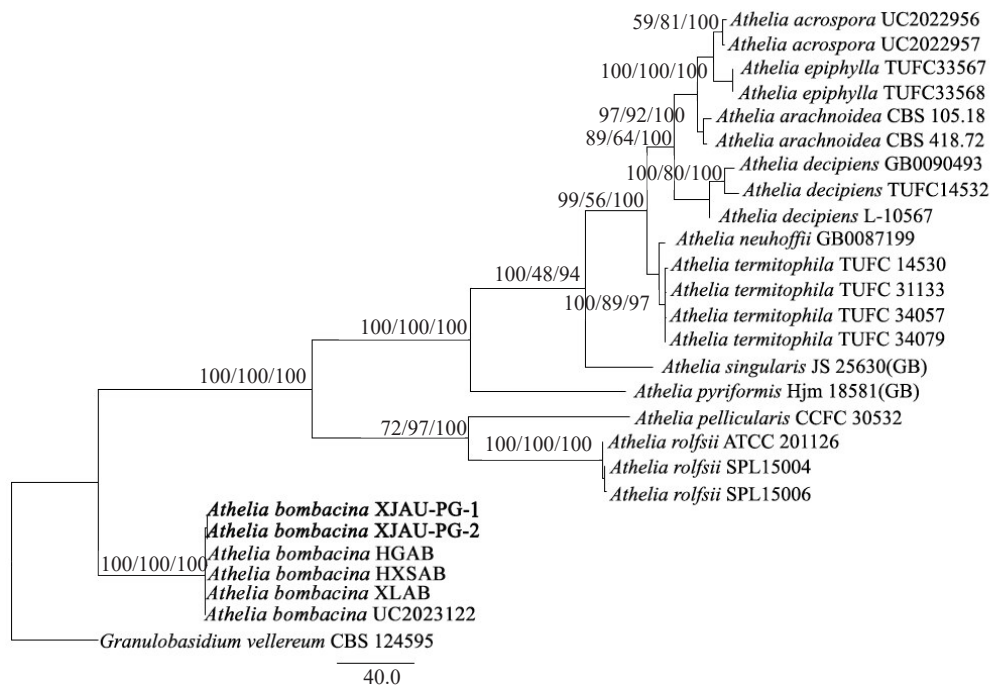 59/81/100
Athelia acrospora UC2022956
Athelia acrospora UC2022957
100/100/100
Athelia epiphylla TUFC33567
Athelia epiphylla TUFC33568
97/92/100
Athelia arachnoidea CBS 105.18
89/64/100
Athelia arachnoidea CBS 418.72
100/80/100
Athelia decipiens GB0090493
Athelia decipiens TUFC14532
99/56/100
Athelia decipiens L-10567
Athelia neuhoffii GB0087199
100/48/94
Athelia termitophila TUFC 14530
Athelia termitophila TUFC 31133
100/89/97
Athelia termitophila TUFC 34057
100/100/100
Athelia termitophila TUFC 34079
Athelia singularis JS 25630(GB)
100/100/100
Athelia pyriformis Hjm 18581(GB)
Athelia pellicularis CCFC 30532
72/97/100
100/100/100
Athelia rolfsii ATCC 201126
Athelia rolfsii SPL15004
Athelia rolfsii SPL15006
Athelia bombacina XJAU-PG-1
Athelia bombacina XJAU-PG-2
Athelia bombacina HGAB
100/100/100
Athelia bombacina HXSAB
Athelia bombacina XLAB
Athelia bombacina UC2023122
Granulobasidium vellereum CBS 124595
40.0